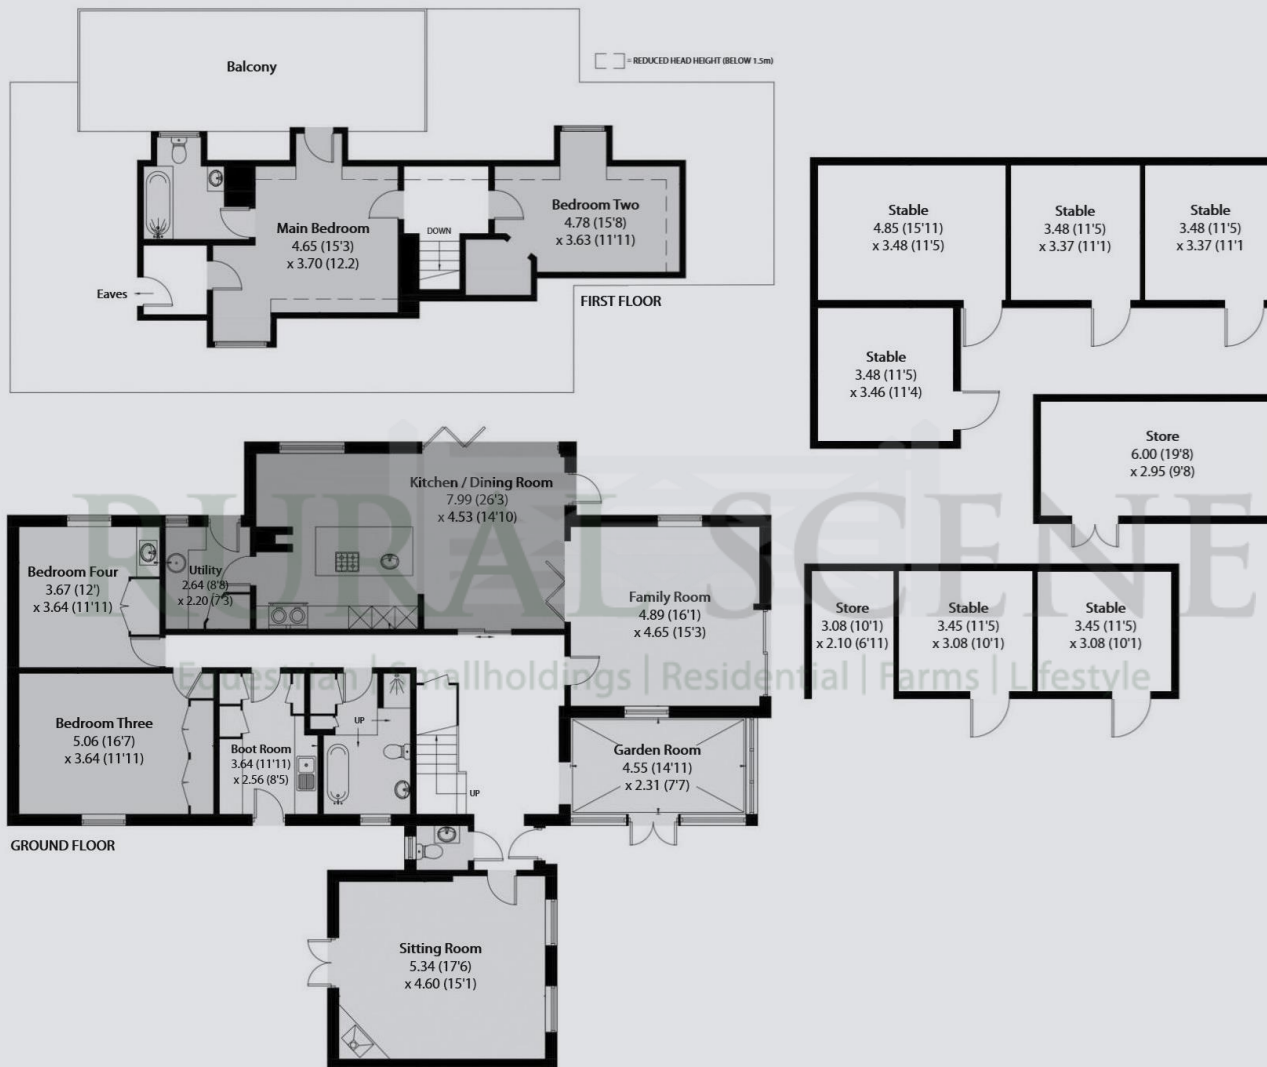 Balcony
= REDUCED HEAD HEIGHT (BELOW 1.5m)
Main Bedroom
4.65 (15'3)
x 3.70 (12.2)
DOWN
Bedroom Two
4.78 (15'8)
x 3.63 (11'11)
Eaves
FIRST FLOOR
Stable
4.85 (15'11)
x 3.48 (11'5)
Stable
3.48 (11'5)
x 3.37 (11'1)
Stable
3.48 (11'5)
x 3.37 (11'1
Stable
3.48 (11'5)
x 3.46 (11'4)
Store
6.00 (19'8)
x 2.95 (9'8)
Kitchen / Dining Room
7.99 (26'3)
x 4.53 (14'10)
RURAL SCENE
Equestrian | Smallholdings | Residential | Farms | Lifestyle
Bedroom Four
3.67 (12')
x 3.64 (11'11)
Utility
2.64 (8'8)
x 2.20 (7'3)
Family Room
4.89 (16'1)
x 4.65 (15'3)
Store
3.08 (10'1)
x 2.10 (6'11)
Stable
3.45 (11'5)
x 3.08 (10'1)
Stable
3.45 (11'5)
x 3.08 (10'1)
Bedroom Three
5.06 (16'7)
x 3.64 (11'11)
Boot Room
3.64 (11'11)
x 2.56 (8'5)
UP
UP
Garden Room
4.55 (14'11)
x 2.31 (7'7)
GROUND FLOOR
Sitting Room
5.34 (17'6)
x 4.60 (15'1)